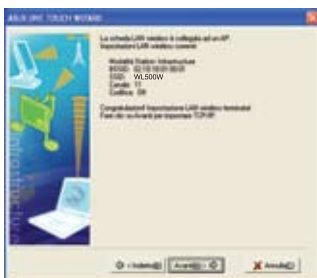 ASUS ONE TOUCH WIZARD
La scheda LAN wireless è collegata ad un AP.
Impostazioni LAN wireless correnti:
Modalità Station: Infrastructure
SSID: WL500W
Canale: 11
Congratulazioni! Impostazione LAN wireless terminata!
Fare clic su Avanti per impostare TCP/IP.
Infrastructure
< Indietro(B)
Avanti(N) >
Annulla(C)